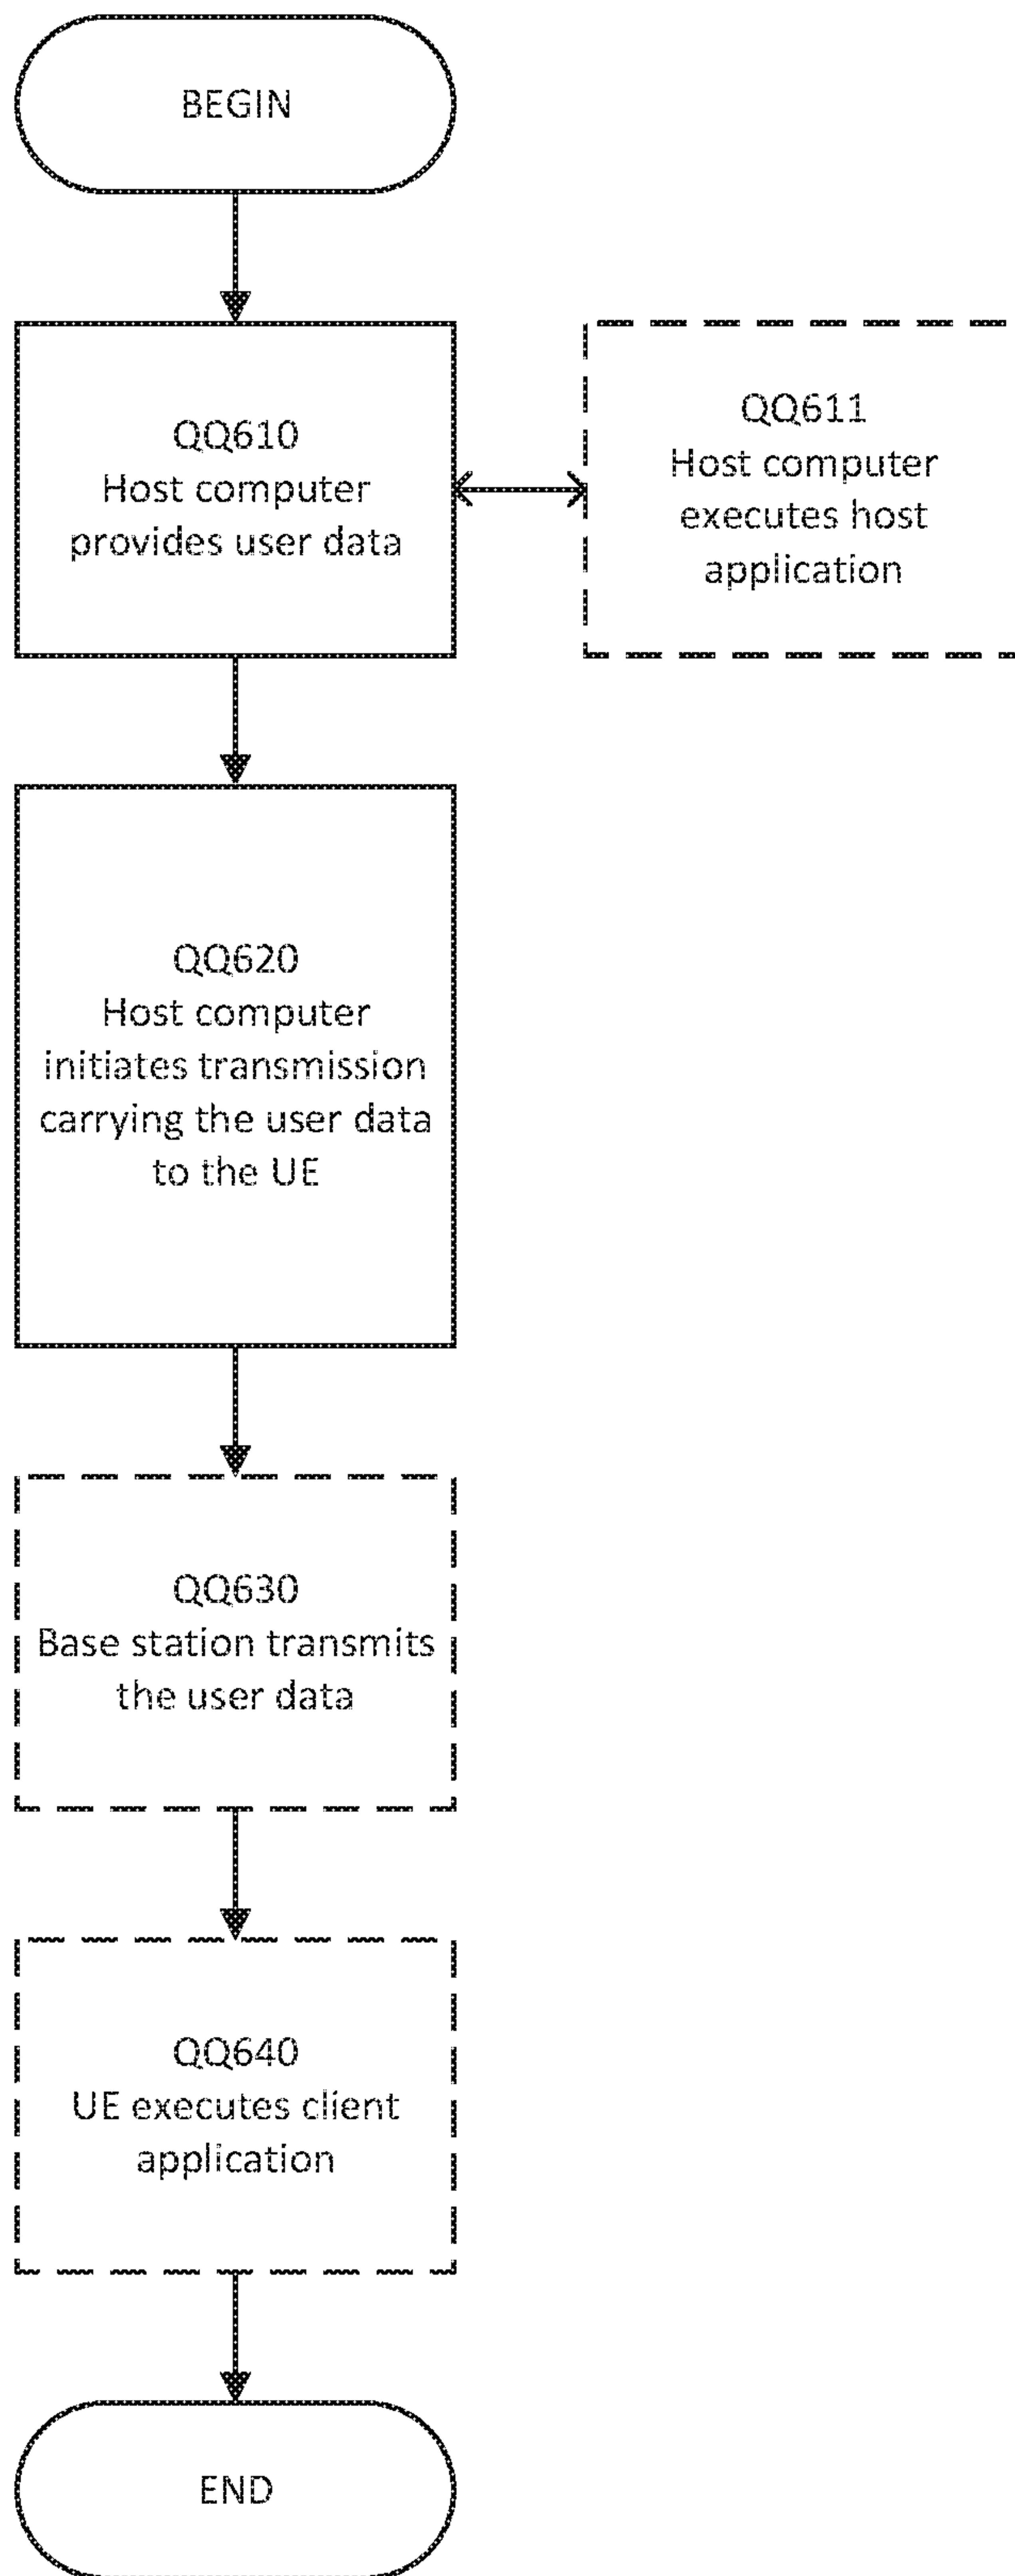 BEGIN
QQ610
Host computer
provides user data
QQ611
Host computer
executes host
application
QQ620
Host computer
initiates transmission
carrying the user data
to the UE
QQ630
Base station transmits
the user data
QQ640
UE executes client
application
END